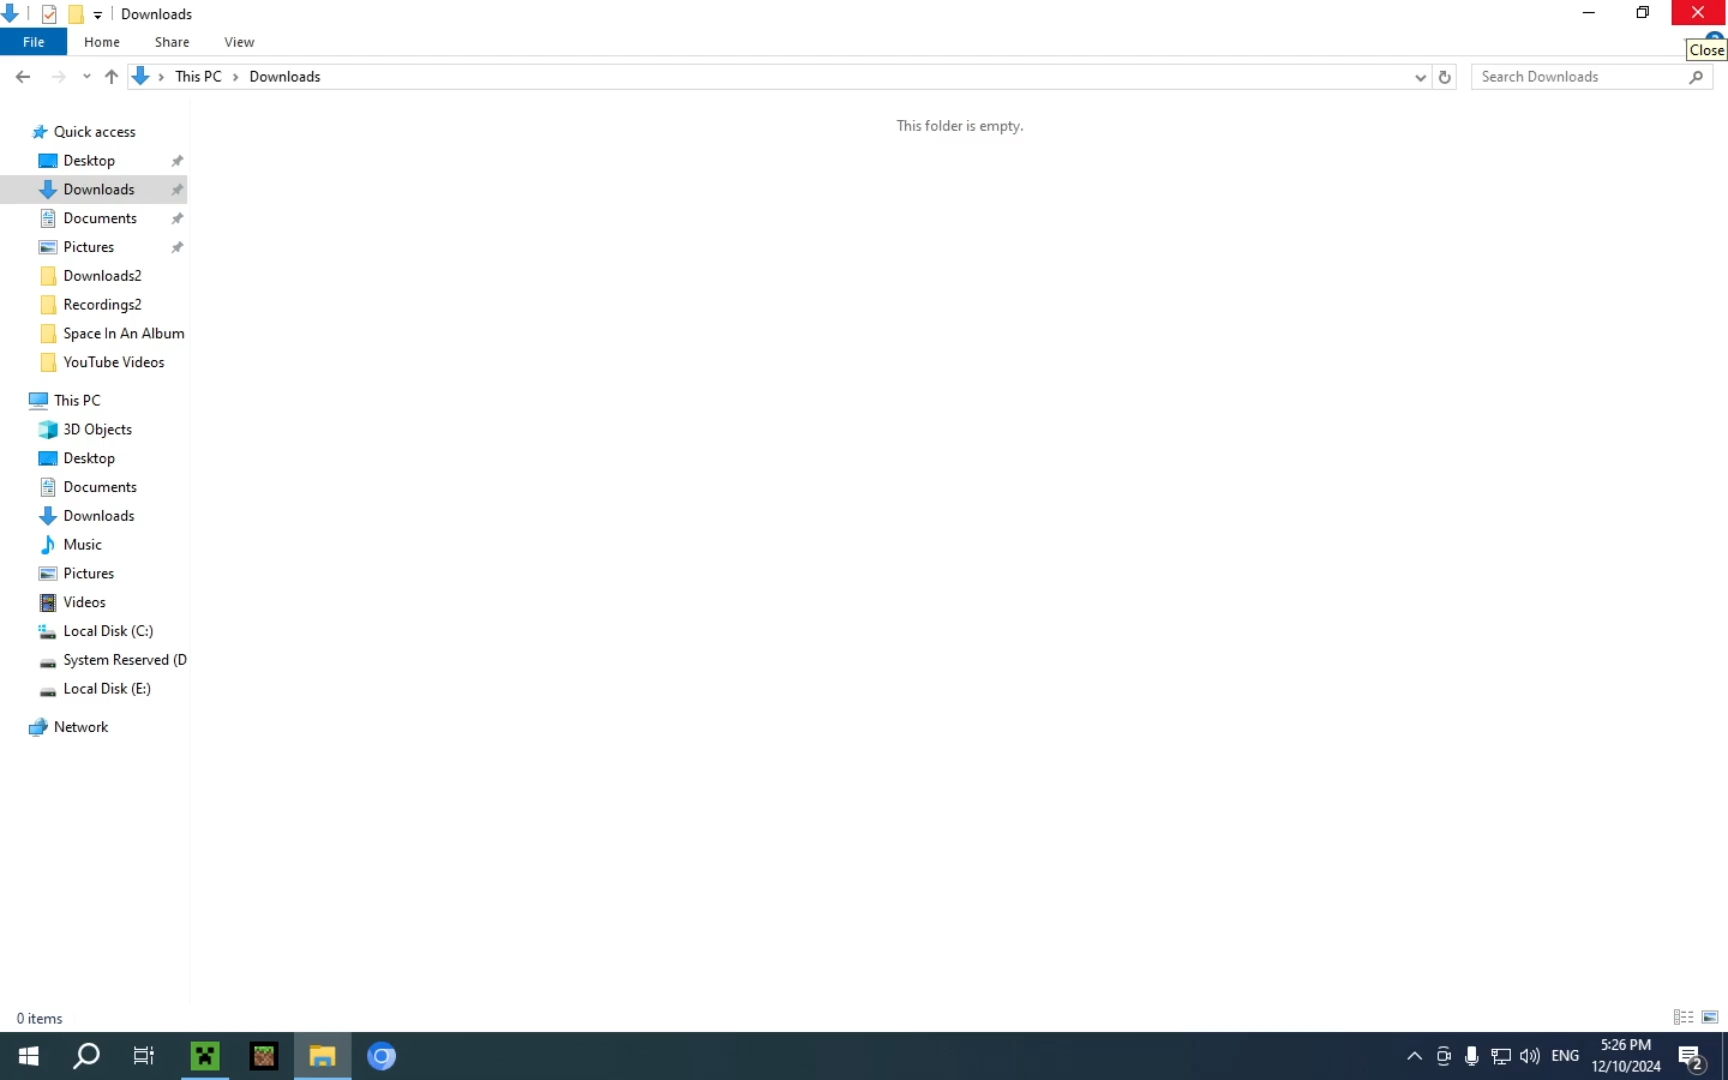 Downloads
File Home Share View
Close
This PC Downloads
Search Downloads
This folder is empty.
Quick access
Desktop
Downloads
Documents
Pictures
Downloads2
Recordings2
Space In An Album
YouTube Videos
This PC
3D Objects
Desktop
Documents
Downloads
Music
Pictures
Videos
Local Disk (C:)
System Reserved (D
Local Disk (E:)
Network
0 items
ENG
5:26 PM
12/10/2024
2